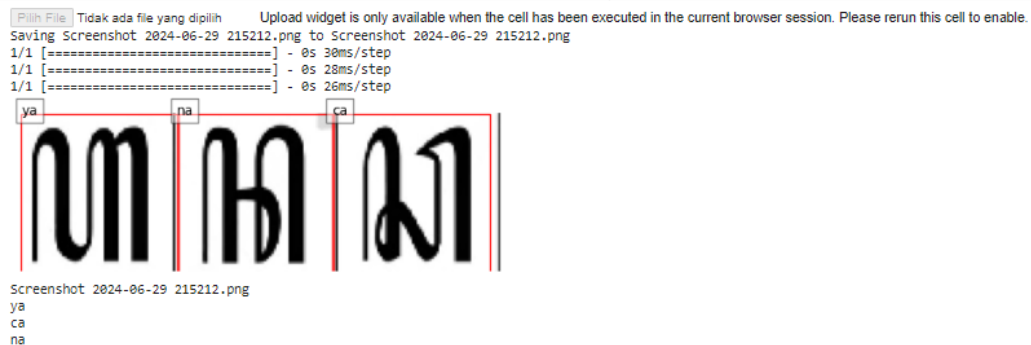 Pilih File Tidak ada file yang dipilih Upload widget is only available when the cell has been executed in the current browser session. Please rerun this cell to enable.
Saving Screenshot 2024-06-29 215212.png to Screenshot 2024-06-29 215212.png
1/1 [==============================] - 0s 30ms/step
1/1 [==============================] - 0s 28ms/step
1/1 [==============================] - 0s 26ms/step
ya na ca
ꦲ ꦤ ꦕ
Screenshot 2024-06-29 215212.png
ya
ca
na